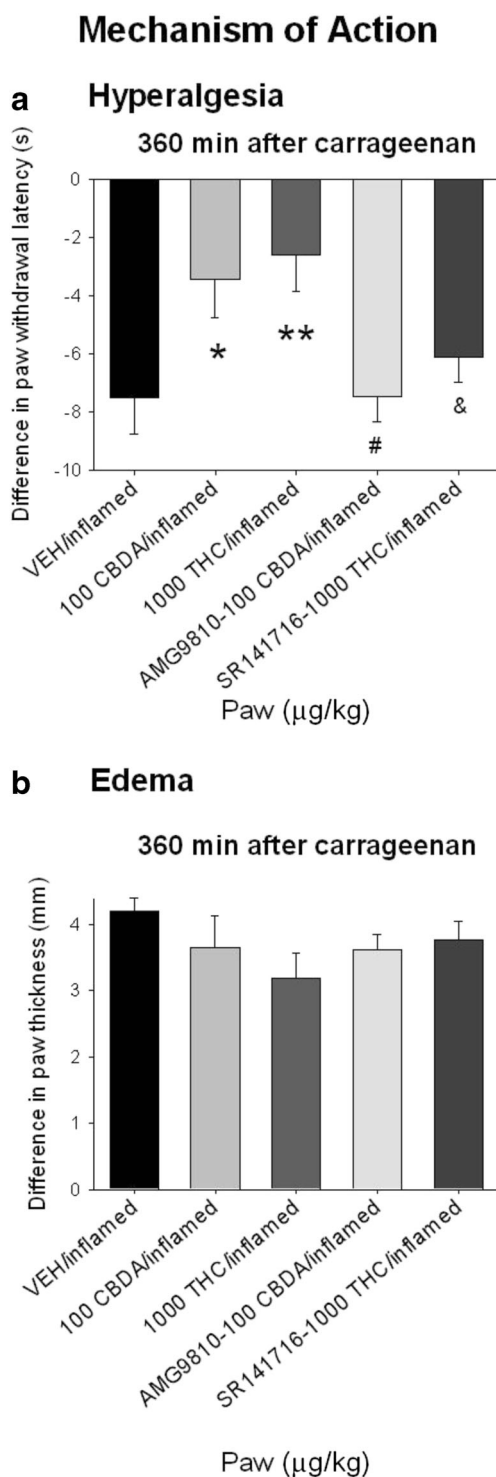 Mechanism of Action
a Hyperalgesia
360 min after carrageenan
Difference in paw withdrawal latency (s)
0
-2
-4
-6
-8
-10
*
**
#
&
VEH/inflamed
100 CBDA/inflamed
1000 THC/inflamed
AMG9810-100 CBDA/inflamed
SR141716-1000 THC/inflamed
Paw (μg/kg)
b Edema
360 min after carrageenan
Difference in paw thickness (mm)
4
3
2
1
0
VEH/inflamed
100 CBDA/inflamed
1000 THC/inflamed
AMG9810-100 CBDA/inflamed
SR141716-1000 THC/inflamed
Paw (μg/kg)